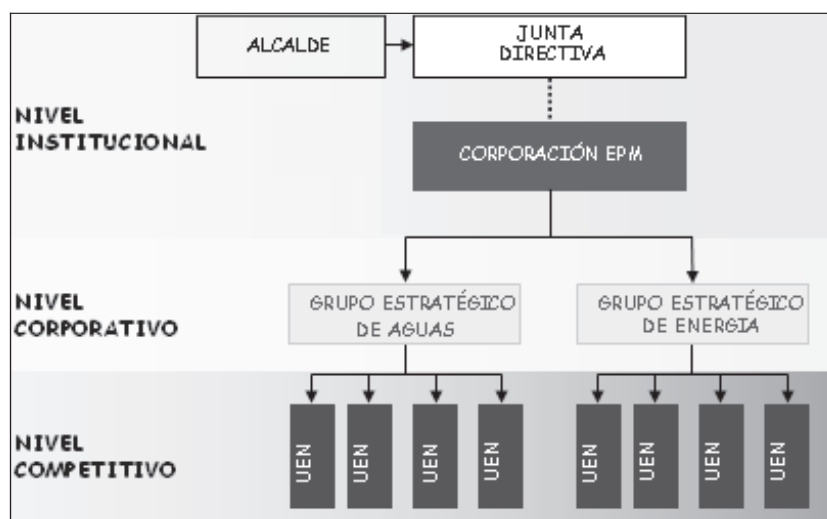 ALCALDE
JUNTA
DIRECTIVA
NIVEL
INSTITUCIONAL
CORPORACIÓN EPM
NIVEL
CORPORATIVO
GRUPO ESTRATÉGICO
DE AGUAS
GRUPO ESTRATÉGICO
DE ENERGIA
NIVEL
COMPETITIVO
UEN
UEN
UEN
UEN
UEN
UEN
UEN
UEN